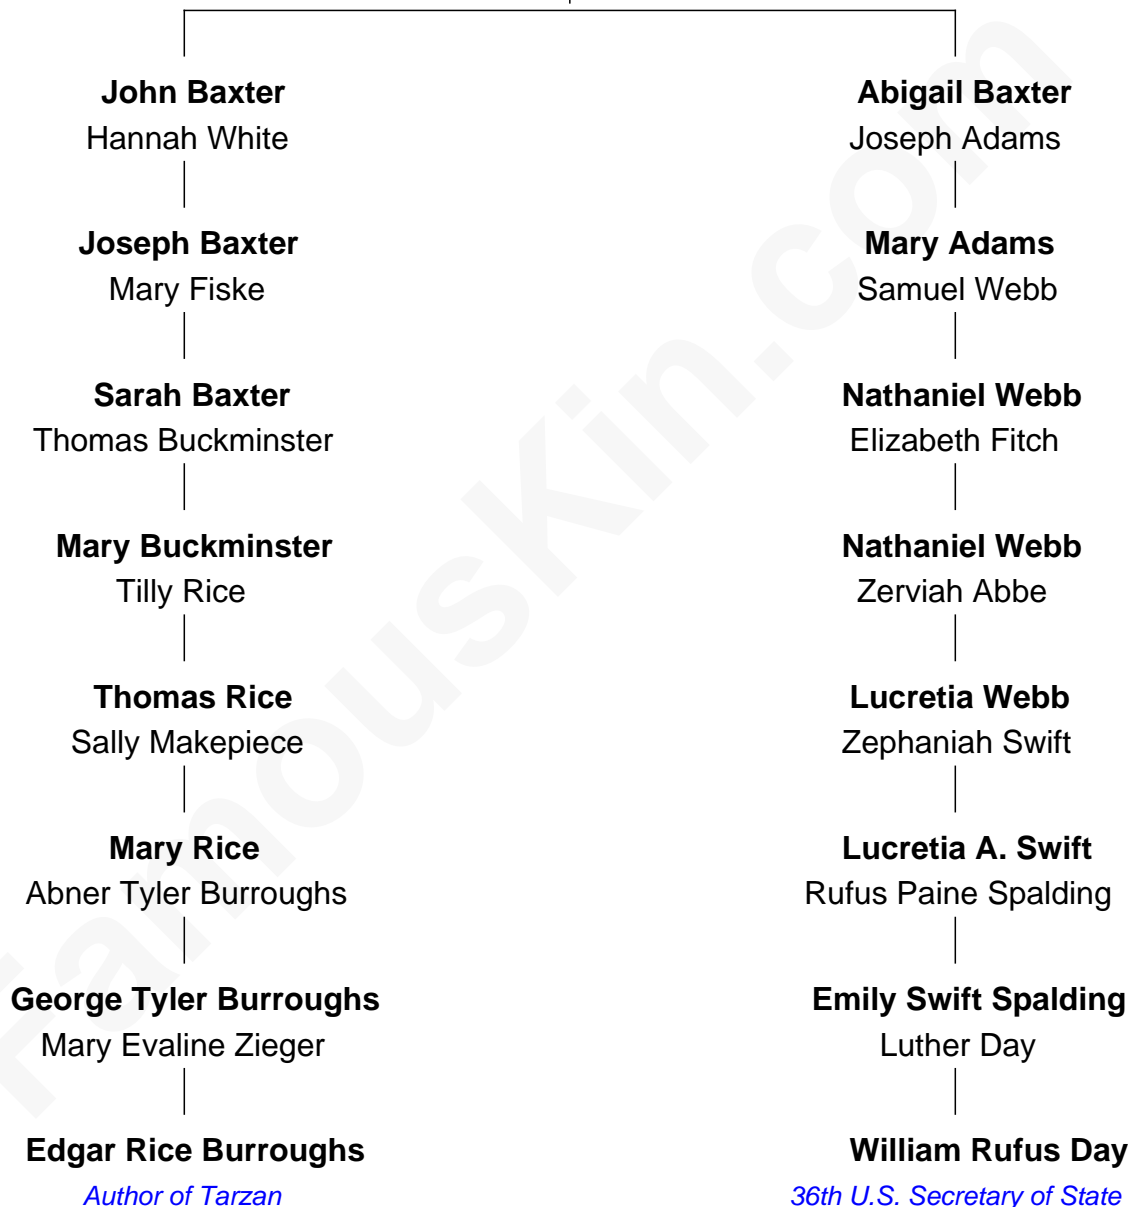 John Baxter
Hannah White
Abigail Baxter
Joseph Adams
Joseph Baxter
Mary Fiske
Mary Adams
Samuel Webb
Sarah Baxter
Thomas Buckminster
Nathaniel Webb
Elizabeth Fitch
Mary Buckminster
Tilly Rice
Nathaniel Webb
Zerviah Abbe
Thomas Rice
Sally Makepiece
Lucretia Webb
Zephaniah Swift
Mary Rice
Abner Tyler Burroughs
Lucretia A. Swift
Rufus Paine Spalding
George Tyler Burroughs
Mary Evaline Zieger
Emily Swift Spalding
Luther Day
Edgar Rice Burroughs
Author of Tarzan
William Rufus Day
36th U.S. Secretary of State
FamousKin.com